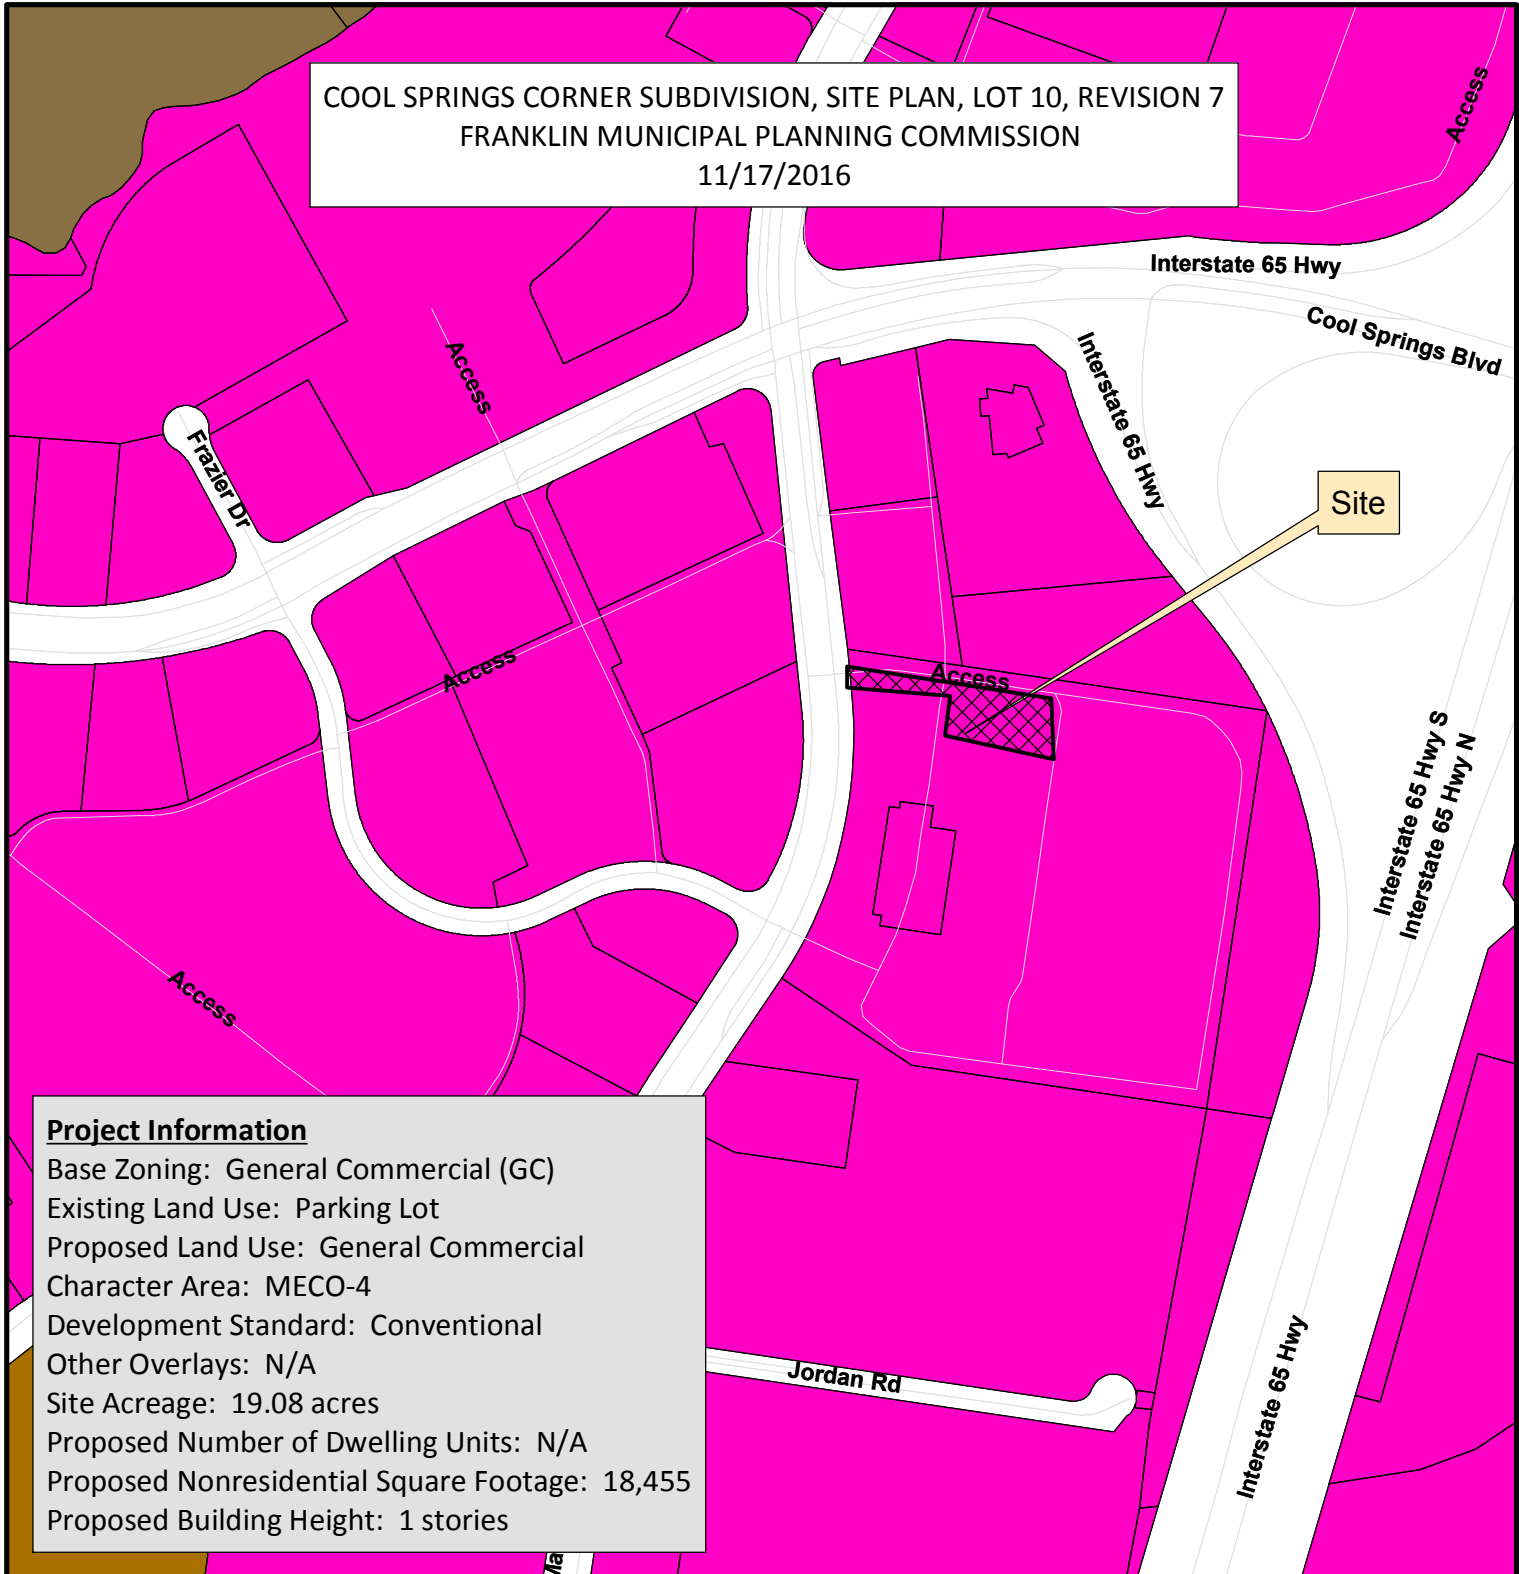 COOL SPRINGS CORNER SUBDIVISION, SITE PLAN, LOT 10, REVISION 7
FRANKLIN MUNICIPAL PLANNING COMMISSION
11/17/2016
Access
Interstate 65 Hwy
Cool Springs Blvd
Access
Interstate 65 Hwy
Frazier Dr
Site
Access
Access
Interstate 65 Hwy S
Interstate 65 Hwy N
Access
Project Information
Base Zoning: General Commercial (GC)
Existing Land Use: Parking Lot
Proposed Land Use: General Commercial
Character Area: MECO-4
Development Standard: Conventional
Other Overlays: N/A
Site Acreage: 19.08 acres
Proposed Number of Dwelling Units: N/A
Proposed Nonresidential Square Footage: 18,455
Proposed Building Height: 1 stories
Jordan Rd
Interstate 65 Hwy